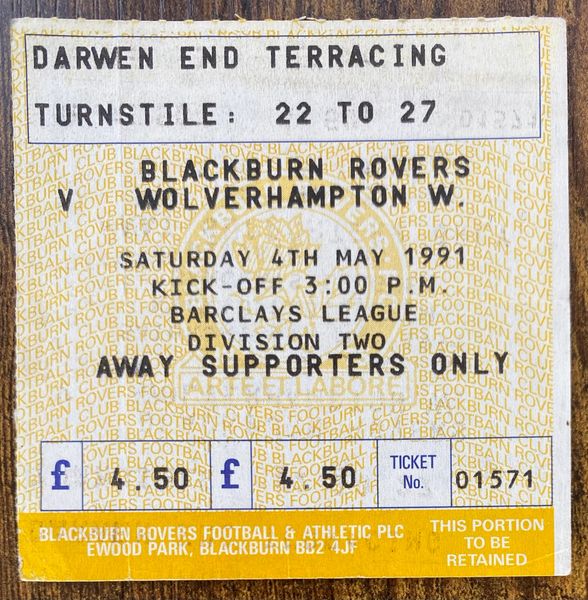 DARWEN END TERRACING
TURNSTILE: 22 TO 27
BLACKBURN ROVERS
V WOLVERHAMPTON W.
SATURDAY 4TH MAY 1991
KICK-OFF 3:00 P.M.
BARCLAYS LEAGUE
DIVISION TWO
AWAY SUPPORTERS ONLY
ARTE ET LABORE
£ 4.50 £ 4.50 TICKET No. 01571
BLACKBURN ROVERS FOOTBALL & ATHLETIC PLC
EWOOD PARK, BLACKBURN BB2 4JF
THIS PORTION
TO BE
RETAINED